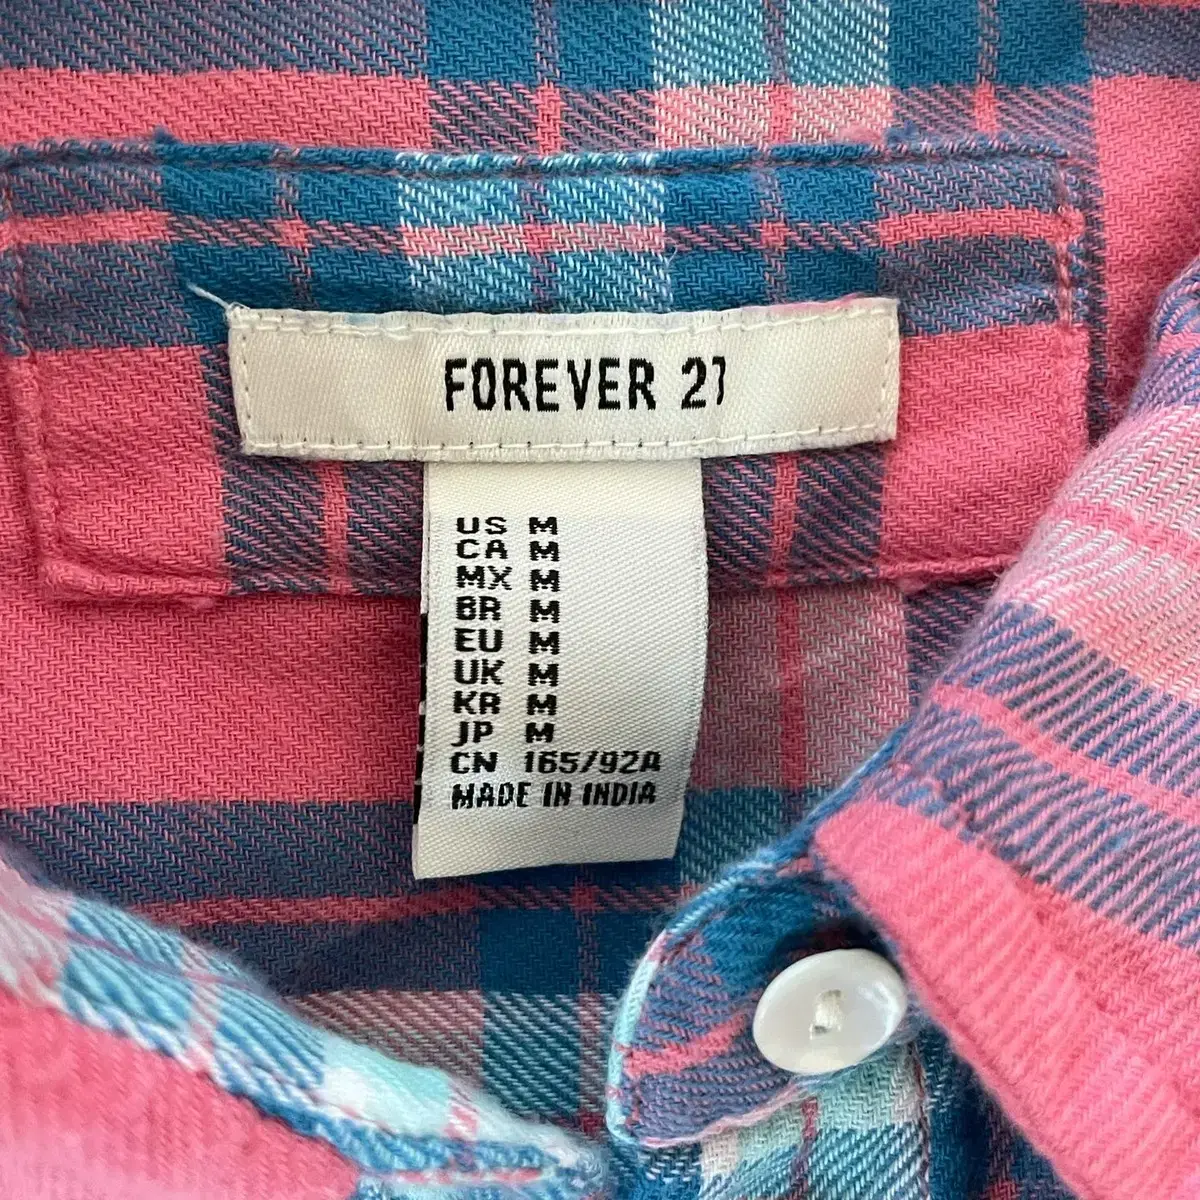 FOREVER 21
US M
CA M
MX M
BR M
EU M
UK M
KR M
JP M
CN 165/92A
MADE IN INDIA